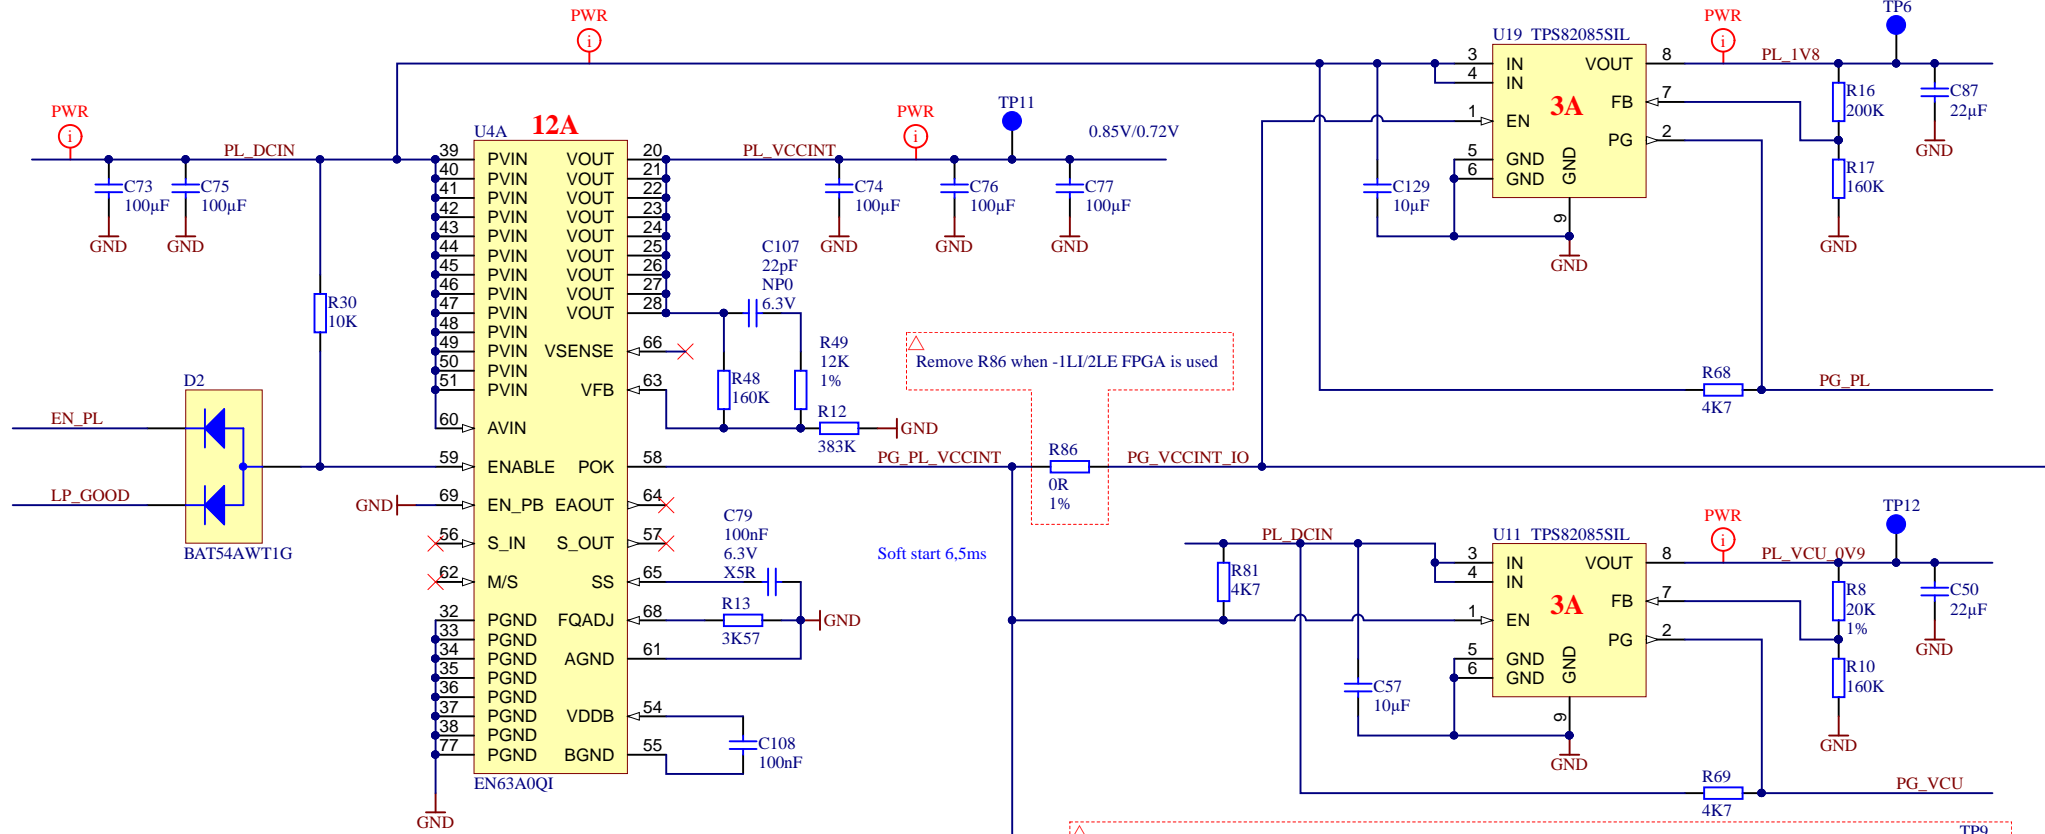 PWR
PWR
TP6
U19 TPS82085SIL
3 IN VOUT 8 PL_1V8
4 IN
3A
FB 7
R16
200K
C87
22µF
GND
1 EN
PG 2
5 GND
6 GND
GND
9
GND
C129
10µF
R17
160K
GND
PWR
PL_DCIN
C73
100µF
GND
C75
100µF
GND
R30
10K
U4A
12A
39 PVIN VOUT 20
40 PVIN VOUT 21
41 PVIN VOUT 22
42 PVIN VOUT 23
43 PVIN VOUT 24
44 PVIN VOUT 25
45 PVIN VOUT 26
46 PVIN VOUT 27
47 PVIN VOUT 28
48 PVIN
49 PVIN VSENSE 66
50 PVIN
51 PVIN VFB 63
60 AVIN
59 ENABLE POK 58
69 EN_PB EAOUT 64
56 S_IN S_OUT 57
62 M/S SS 65
32 PGND FQADJ 68
33 PGND
34 PGND AGND 61
35 PGND
36 PGND
37 PGND VDDB 54
38 PGND
77 PGND BGND 55
EN63A0QI
GND
GND
D2
EN_PL
LP_GOOD
BAT54AWT1G
PL_VCCINT
PWR
TP11
0.85V/0.72V
C74
100µF
GND
C76
100µF
GND
C77
100µF
GND
C107
22pF
NP0
6.3V
R49
12K
1%
R48
160K
R12
383K
GND
Remove R86 when -1LI/2LE FPGA is used
R68
4K7
PG_PL
PG_PL_VCCINT
R86
0R
1%
PG_VCCINT_IO
C79
100nF
6.3V
X5R
Soft start 6,5ms
R13
3K57
GND
C108
100nF
PL_DCIN
R81
4K7
C57
10µF
PWR
TP12
U11 TPS82085SIL
3 IN VOUT 8 PL_VCU_0V9
4 IN
3A
FB 7
R8
20K
1%
C50
22µF
GND
1 EN
PG 2
5 GND
6 GND
GND
9
GND
R10
160K
GND
R69
4K7
PG_VCU
TP9